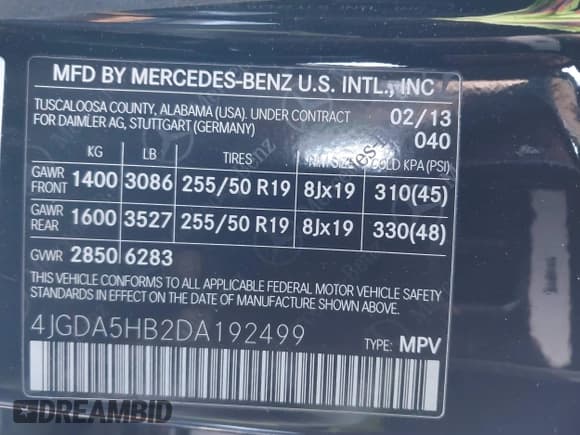 MFD BY MERCEDES-BENZ U.S. INTL., INC
TUSCALOOSA COUNTY, ALABAMA (USA). UNDER CONTRACT 02/13
FOR DAIMLER AG, STUTTGART (GERMANY) 040
KG LB TIRES SIZE COLD KPA (PSI)
GAWR FRONT 1400 3086 255/50 R19 8Jx19 310(45)
GAWR REAR 1600 3527 255/50 R19 8Jx19 330(48)
GVWR 2850 6283
THIS VEHICLE CONFORMS TO ALL APPLICABLE FEDERAL MOTOR VEHICLE SAFETY
STANDARDS IN EFFECT ON THE DATE OF MANUFACTURE SHOWN ABOVE.
4JGDA5HB2DA192499
TYPE: MPV
DREAMBID